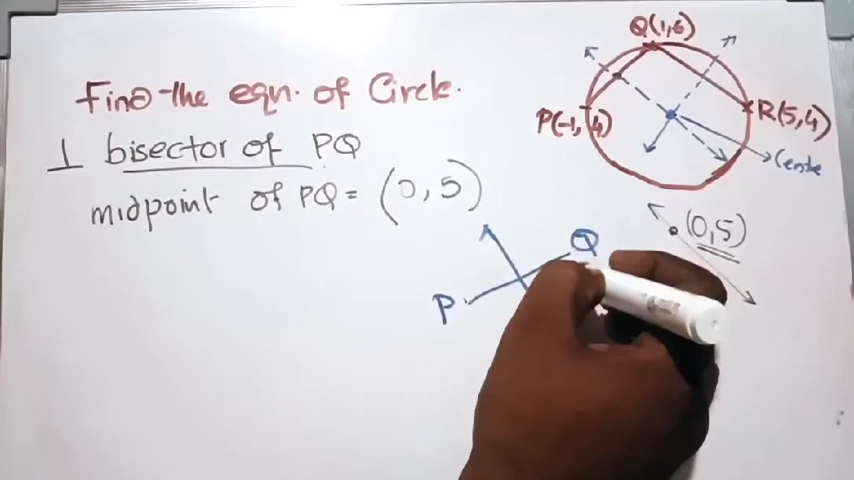 Find the eqn. of Circle.
⊥ bisector of PQ
midpoint of PQ = (0,5)
Q(1,6)
P(-1,4)
R(5,4)
Centre
(0,5)
Q
P